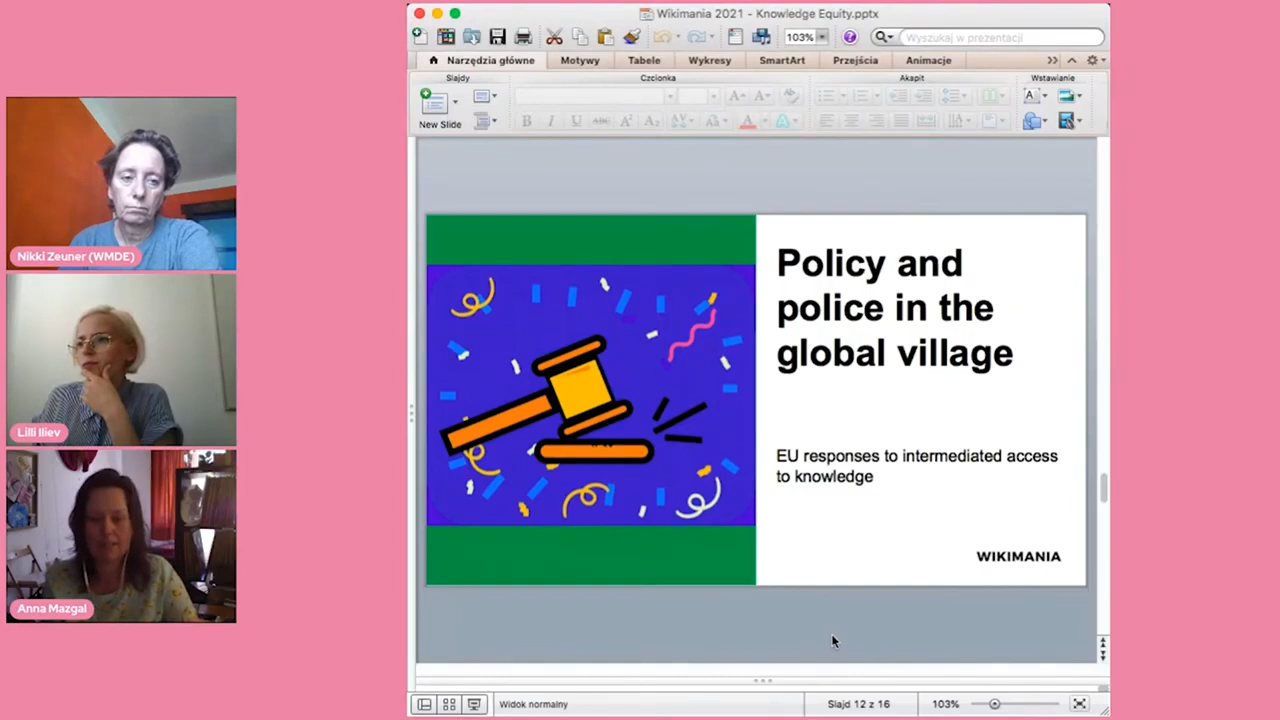 Nikki Zeuner (WMDE)
Lilli Iliev
Anna Mazgal
Wikimania 2021 - Knowledge Equity.pptx
103%
Wyszukaj w prezentacji
Narzędzia główne Motywy Tabele Wykresy SmartArt Przejścia Animacje
Slajdy Czcionka Akapit Wstawianie
New Slide
Policy and
police in the
global village
EU responses to intermediated access
to knowledge
WIKIMANIA
Widok normalny Slajd 12 z 16 103%